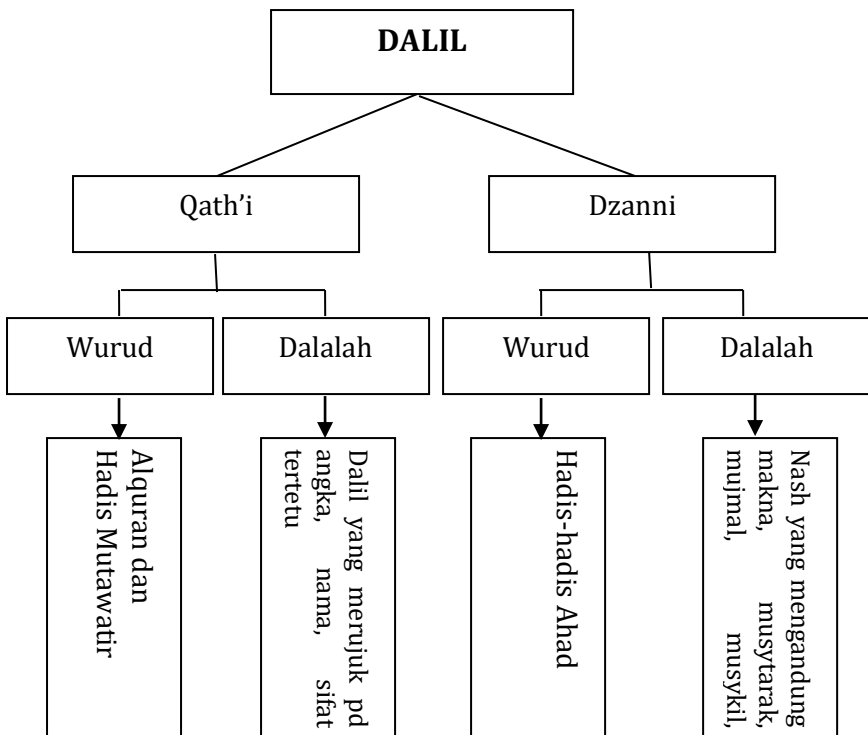 DALIL
Qath’i
Dzanni
Wurud
Dalalah
Wurud
Dalalah
Alquran dan
Hadis Mutawatir
Dalil yang merujuk pd
angka, nama, sifat
tertetu
Hadis-hadis Ahad
Nash yang mengandung
makna, musytarak,
mujmal, musykil,